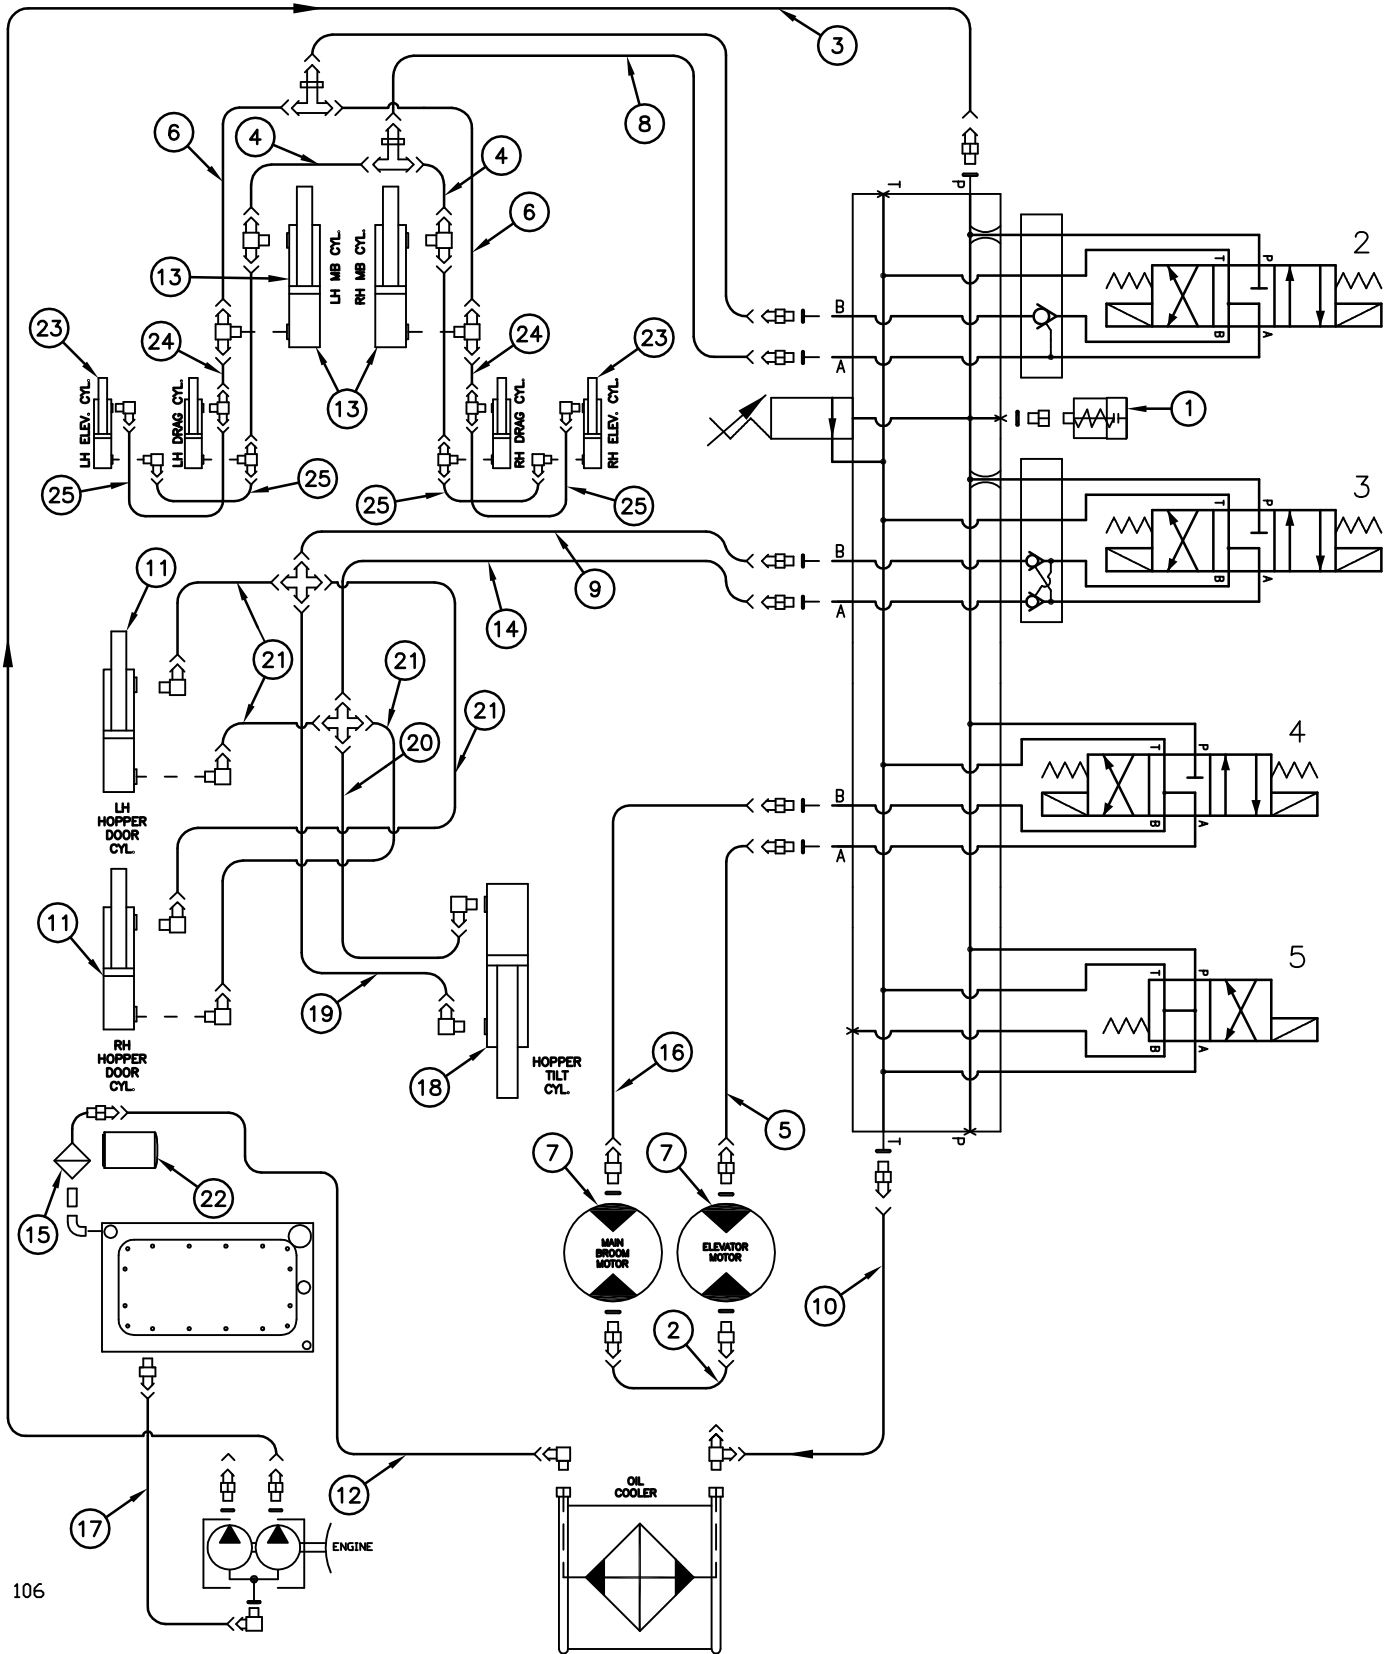 3
8
6
4
4
6
T
P
2
P
T
B
A
B
A
LH MB CYL.
RH MB CYL.
13
23
24
24
23
13
1
LH ELEV. CYL.
LH DRAG CYL.
RH DRAG CYL.
RH ELEV. CYL.
25
25
25
25
3
P
T
B
A
B
A
11
9
14
21
21
21
20
4
P
T
B
A
B
A
LH
HOPPER
DOOR
CYL.
11
19
18
HOPPER
TILT
CYL.
5
P
T
B
A
RH
HOPPER
DOOR
CYL.
16
5
T
P
7
7
22
15
MAIN
BROOM
MOTOR
ELEVATOR
MOTOR
10
2
12
17
OIL
COOLER
ENGINE
106